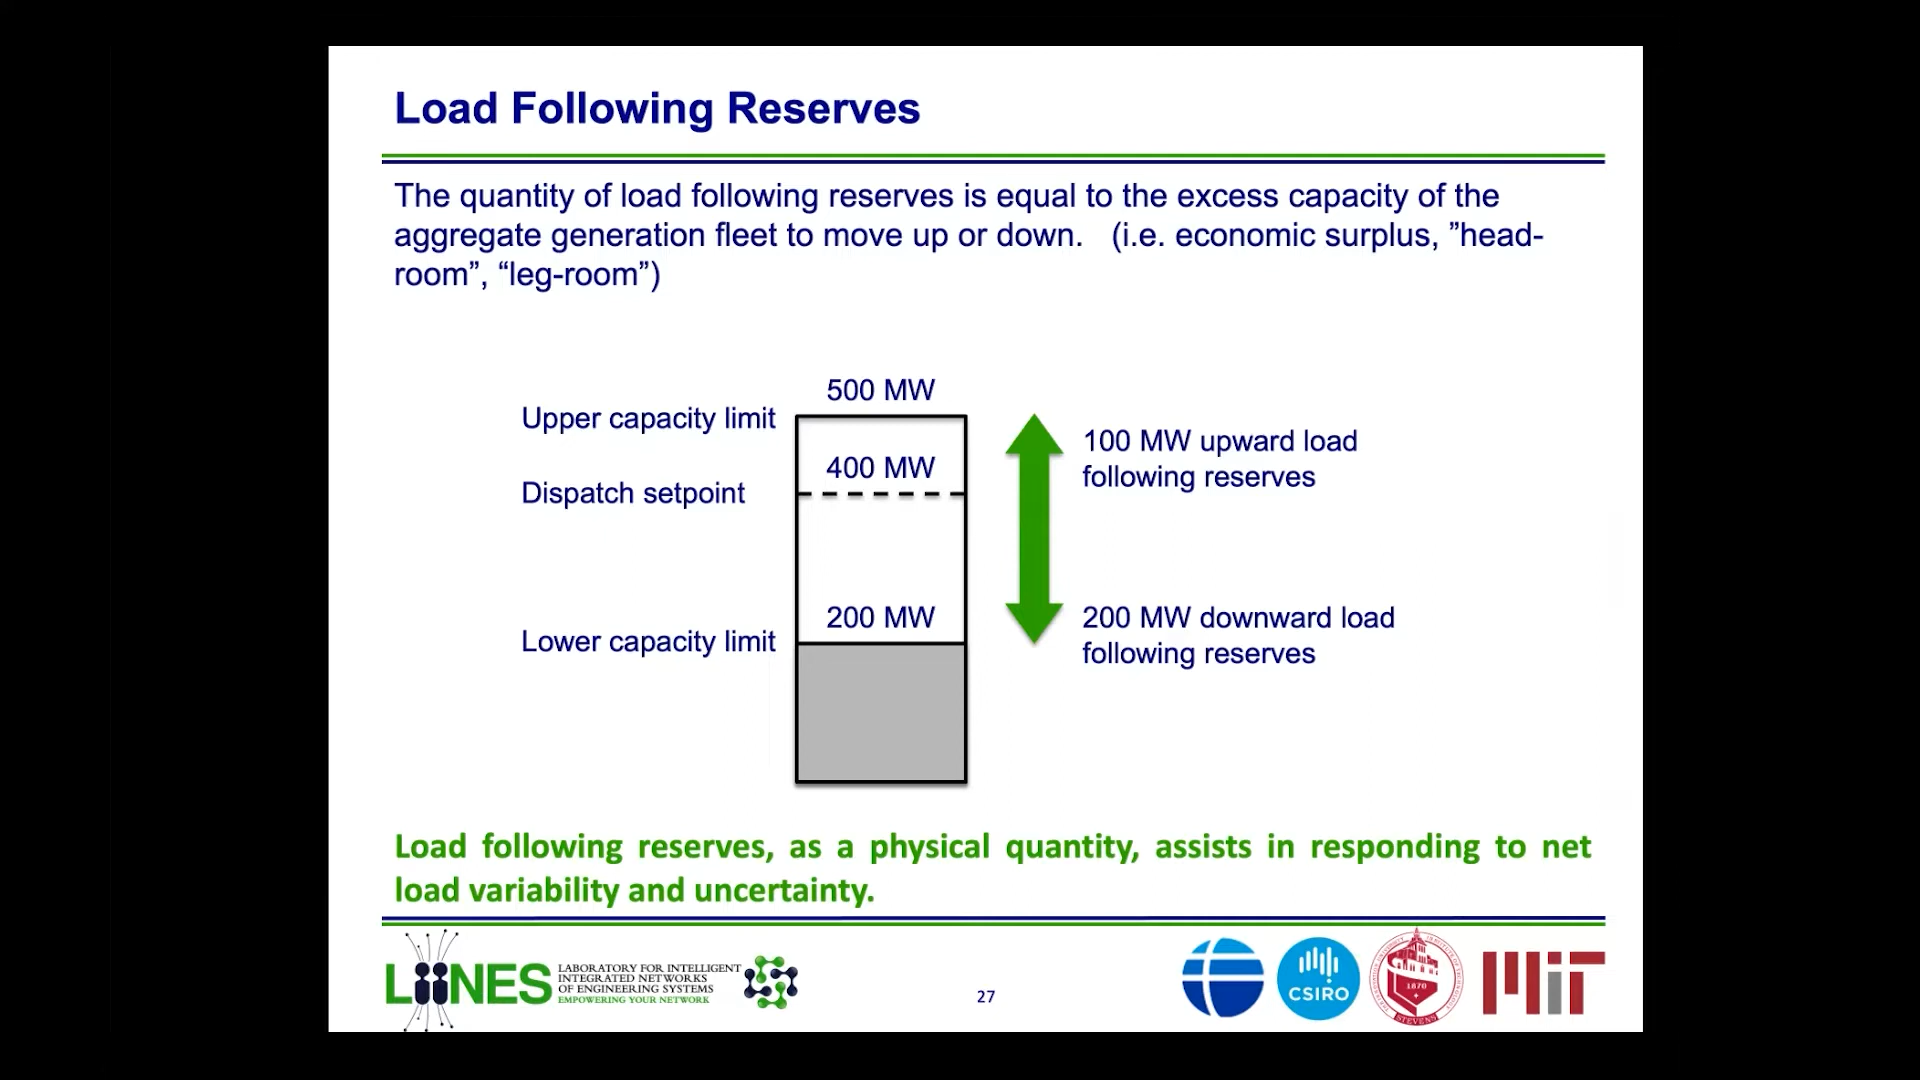 Load Following Reserves
The quantity of load following reserves is equal to the excess capacity of the
aggregate generation fleet to move up or down. (i.e. economic surplus, ”head-
room”, “leg-room”)
500 MW
Upper capacity limit
400 MW
Dispatch setpoint
200 MW
Lower capacity limit
100 MW upward load
following reserves
200 MW downward load
following reserves
Load following reserves, as a physical quantity, assists in responding to net
load variability and uncertainty.
LIINES
LABORATORY FOR INTELLIGENT
INTEGRATED NETWORKS
OF ENGINEERING SYSTEMS
EMPOWERING YOUR NETWORK
27
CSIRO
1870
STEVENS
MIT